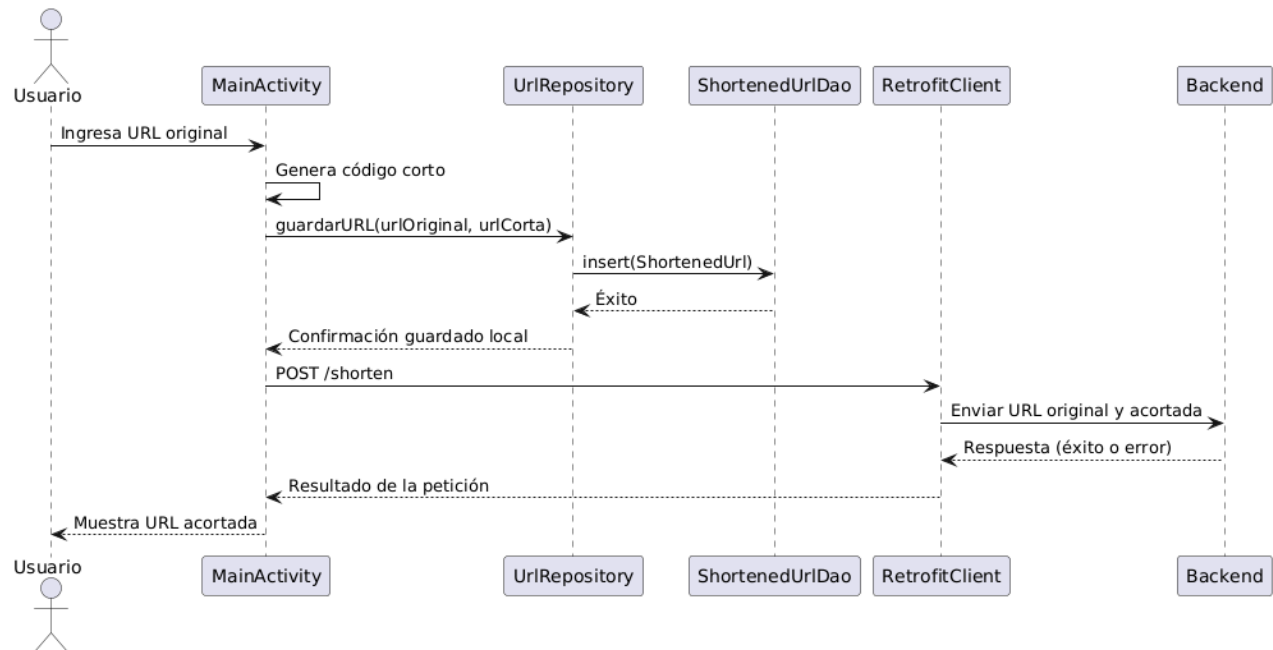 Usuario
MainActivity
UrlRepository
ShortenedUrlDao
RetrofitClient
Backend
Ingresa URL original
Genera código corto
guardarURL(urlOriginal, urlCorta)
insert(ShortenedUrl)
Éxito
Confirmación guardado local
POST /shorten
Enviar URL original y acortada
Respuesta (éxito o error)
Resultado de la petición
Muestra URL acortada
Usuario
MainActivity
UrlRepository
ShortenedUrlDao
RetrofitClient
Backend